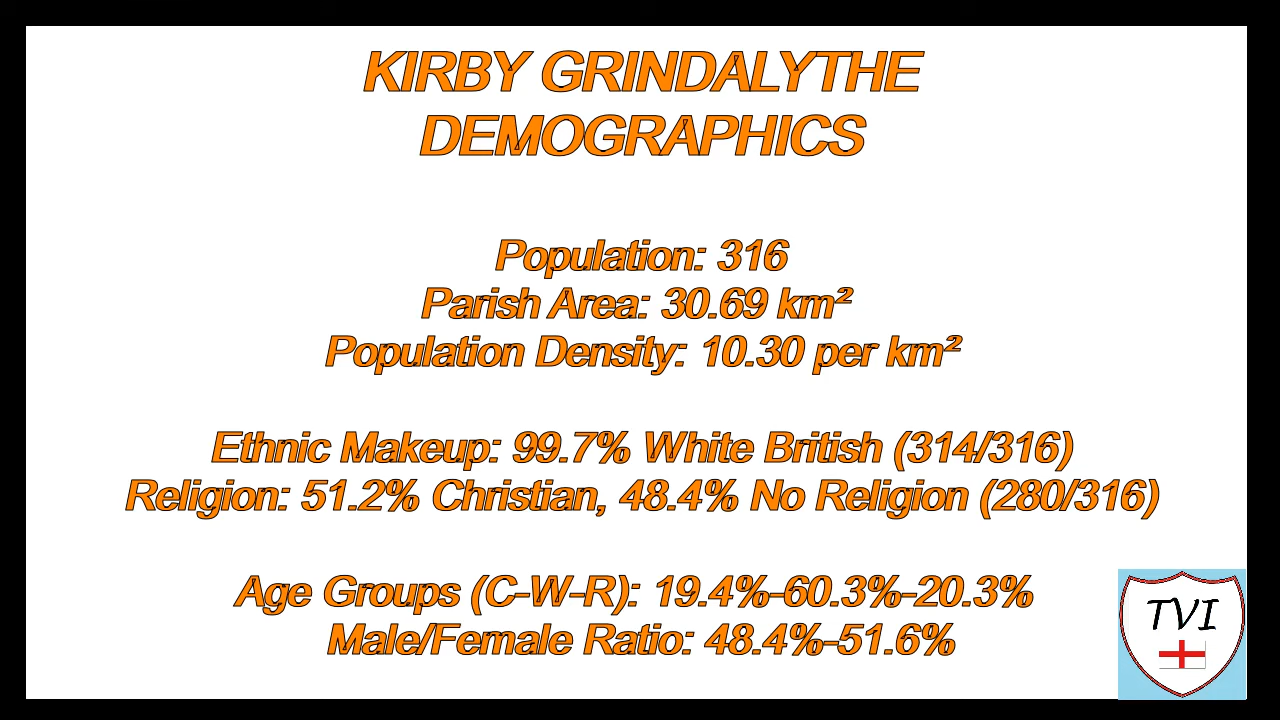 KIRBY GRINDALYTHE
DEMOGRAPHICS
Population: 316
Parish Area: 30.69 km²
Population Density: 10.30 per km²
Ethnic Makeup: 99.7% White British (314/316)
Religion: 51.2% Christian, 48.4% No Religion (280/316)
Age Groups (C-W-R): 19.4%-60.3%-20.3%
Male/Female Ratio: 48.4%-51.6%
TVI